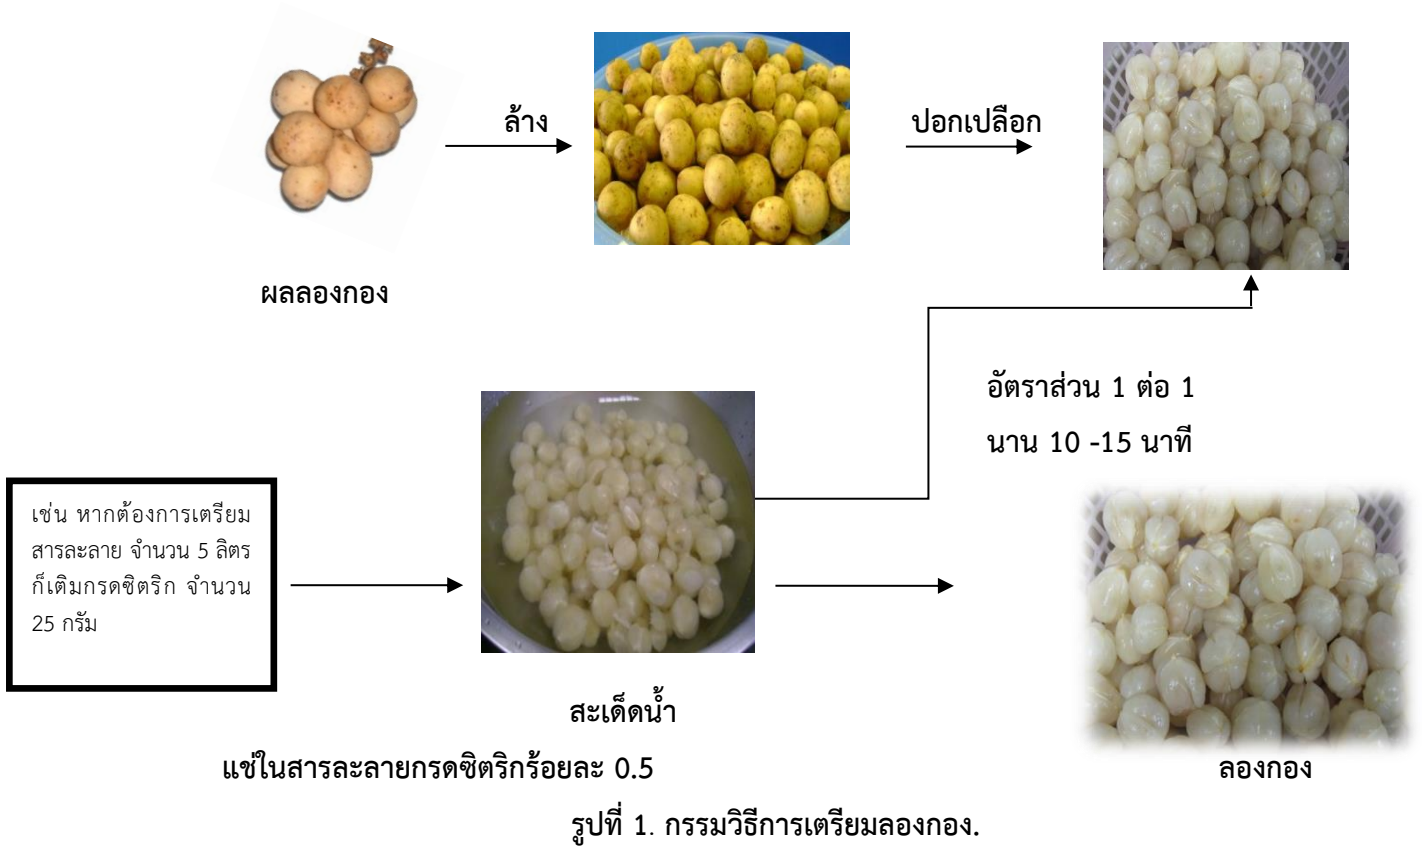 ล้าง
ปอกเปลือก
ผลลองกอง
อัตราส่วน 1 ต่อ 1
นาน 10 -15 นาที
เช่น หากต้องการเตรียม
สารละลาย จำนวน 5 ลิตร
ก็เติมกรดซิตริก จำนวน
25 กรัม
สะเด็ดน้ำ
แช่ในสารละลายกรดซิตริกร้อยละ 0.5
ลองกอง
รูปที่ 1. กรรมวิธีการเตรียมลองกอง.